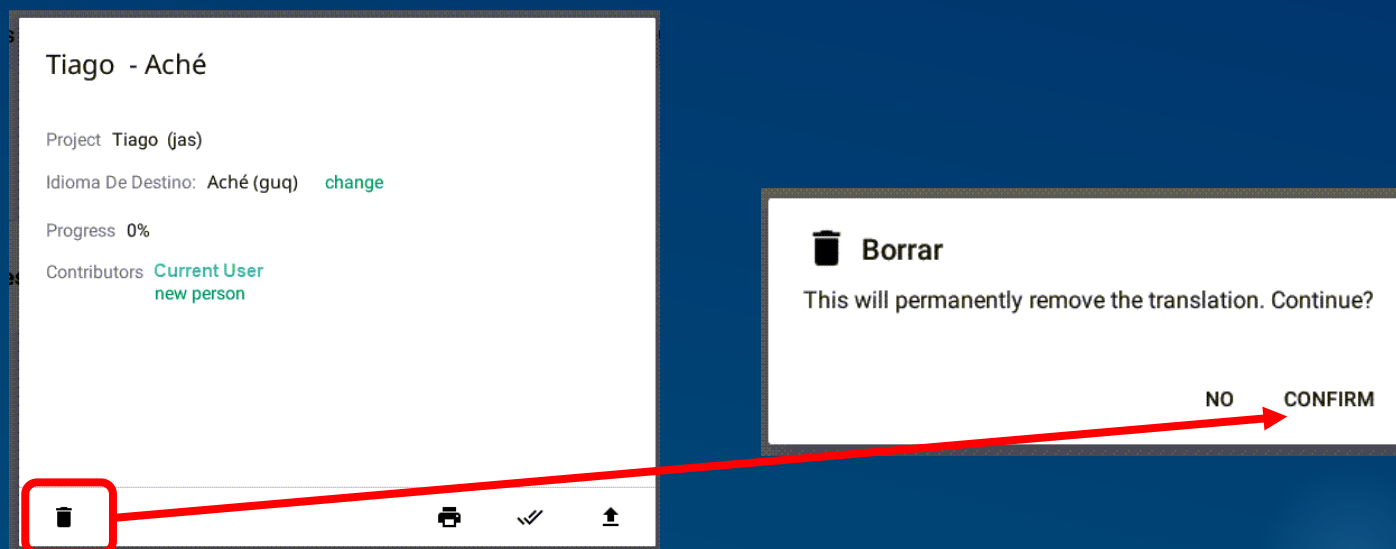 Tiago - Aché
Project Tiago (jas)
Idioma De Destino: Aché (guq) change
Progress 0%
Contributors Current User
new person
Borrar
This will permanently remove the translation. Continue?
NO CONFIRM